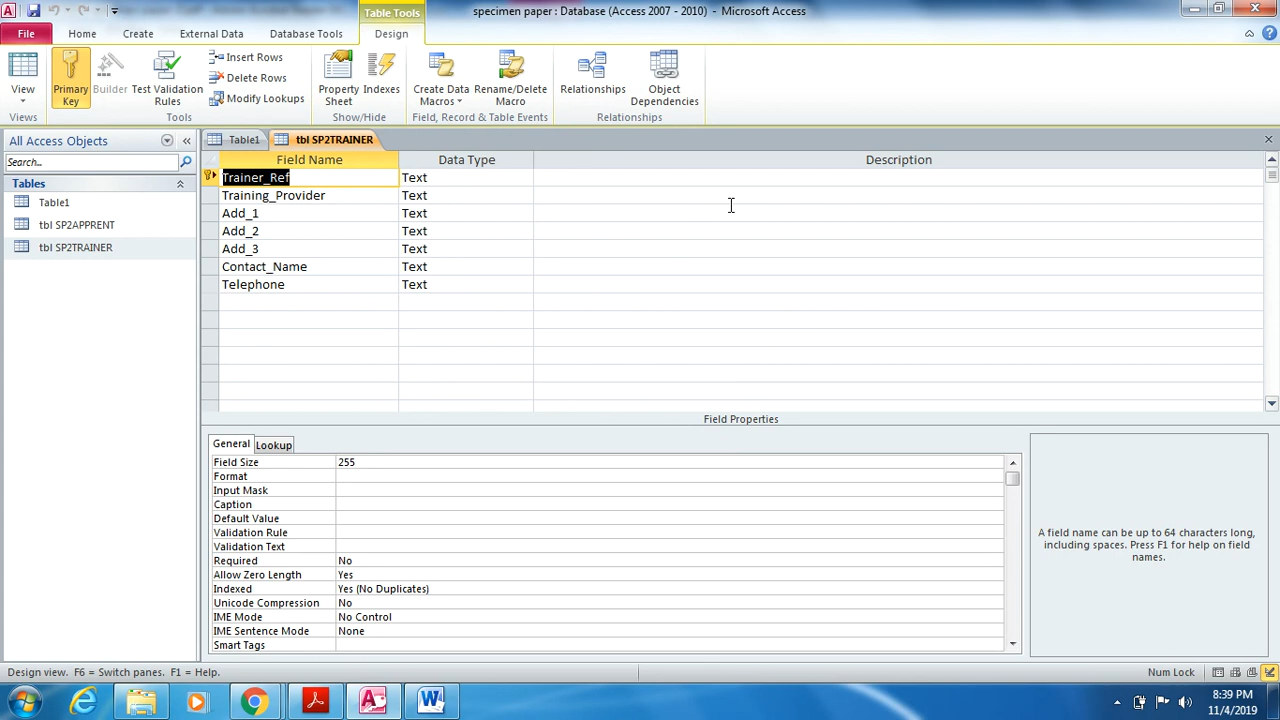 specimen paper : Database (Access 2007 - 2010) - Microsoft Access
Table Tools
File Home Create External Data Database Tools Design
View
Primary Key
Builder
Test Validation Rules
Insert Rows
Delete Rows
Modify Lookups
Property Sheet
Indexes
Create Data Macros
Rename/Delete Macro
Relationships
Object Dependencies
Views Tools Show/Hide Field, Record & Table Events Relationships
All Access Objects
Search...
Tables
Table1
tbl SP2APPRENT
tbl SP2TRAINER
Table1 tbl SP2TRAINER
Field Name Data Type Description
Trainer_Ref Text
Training_Provider Text
Add_1 Text
Add_2 Text
Add_3 Text
Contact_Name Text
Telephone Text
Field Properties
General Lookup
Field Size 255
Format
Input Mask
Caption
Default Value
Validation Rule
Validation Text
Required No
Allow Zero Length Yes
Indexed Yes (No Duplicates)
Unicode Compression No
IME Mode No Control
IME Sentence Mode None
Smart Tags
A field name can be up to 64 characters long,
including spaces. Press F1 for help on field
names.
Design view. F6 = Switch panes. F1 = Help.
Num Lock
8:39 PM
11/4/2019